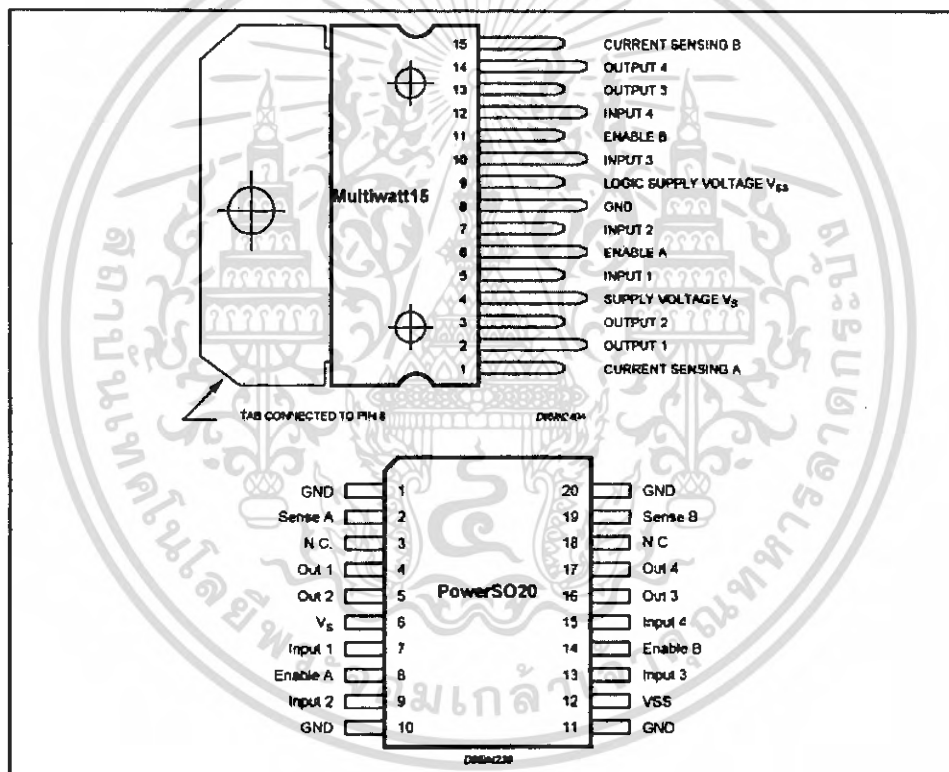 15 CURRENT SENSING B
14 OUTPUT 4
13 OUTPUT 3
12 INPUT 4
11 ENABLE B
10 INPUT 3
9 LOGIC SUPPLY VOLTAGE VSS
8 GND
7 INPUT 2
6 ENABLE A
5 INPUT 1
4 SUPPLY VOLTAGE VS
3 OUTPUT 2
2 OUTPUT 1
1 CURRENT SENSING A
Multiwatt15
TAB CONNECTED TO PIN 8
GND 1 20 GND
Sense A 2 19 Sense B
N.C. 3 18 N.C
Out 1 4 17 Out 4
Out 2 5 16 Out 3
VS 6 15 Input 4
Input 1 7 14 Enable B
Enable A 8 13 Input 3
Input 2 9 12 VSS
GND 10 11 GND
PowerSO20